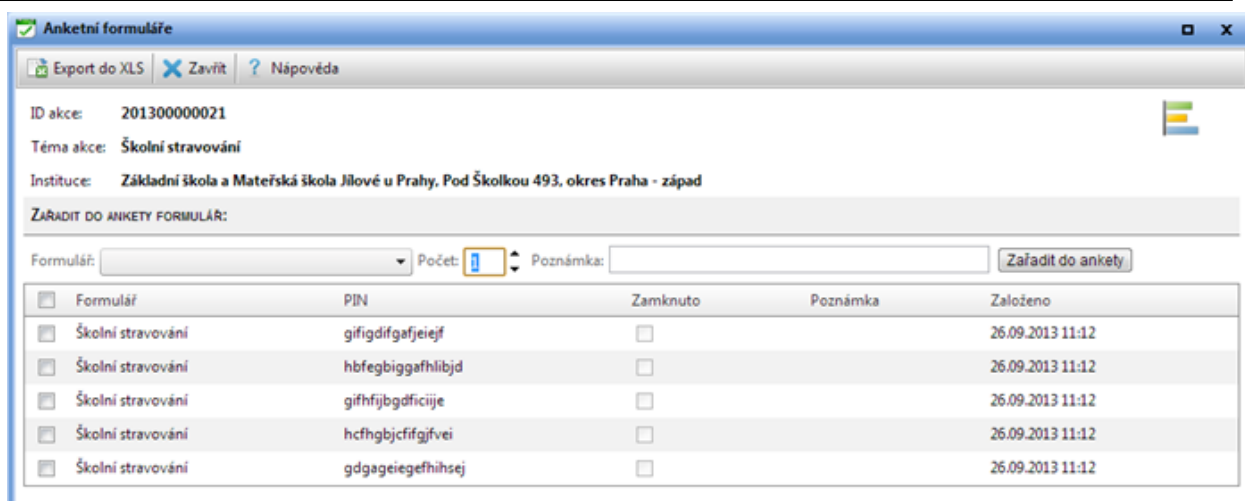 Anketní formuláře
Export do XLS Zavřít ? Nápověda
ID akce: 201300000021
Téma akce: Školní stravování
Instituce: Základní škola a Mateřská škola Jílové u Prahy, Pod Školkou 493, okres Praha - západ
ZAŘADIT DO ANKETY FORMULÁŘ:
Formulář: Počet: 1 Poznámka: Zařadit do ankety
Formulář PIN Zamknuto Poznámka Založeno
Školní stravování gifigdifgafjeiejf 26.09.2013 11:12
Školní stravování hbfegbiggafhlibjd 26.09.2013 11:12
Školní stravování gifhfijbgdficiije 26.09.2013 11:12
Školní stravování hcfhgbjcfifgjfvei 26.09.2013 11:12
Školní stravování gdgageiegefhihsej 26.09.2013 11:12